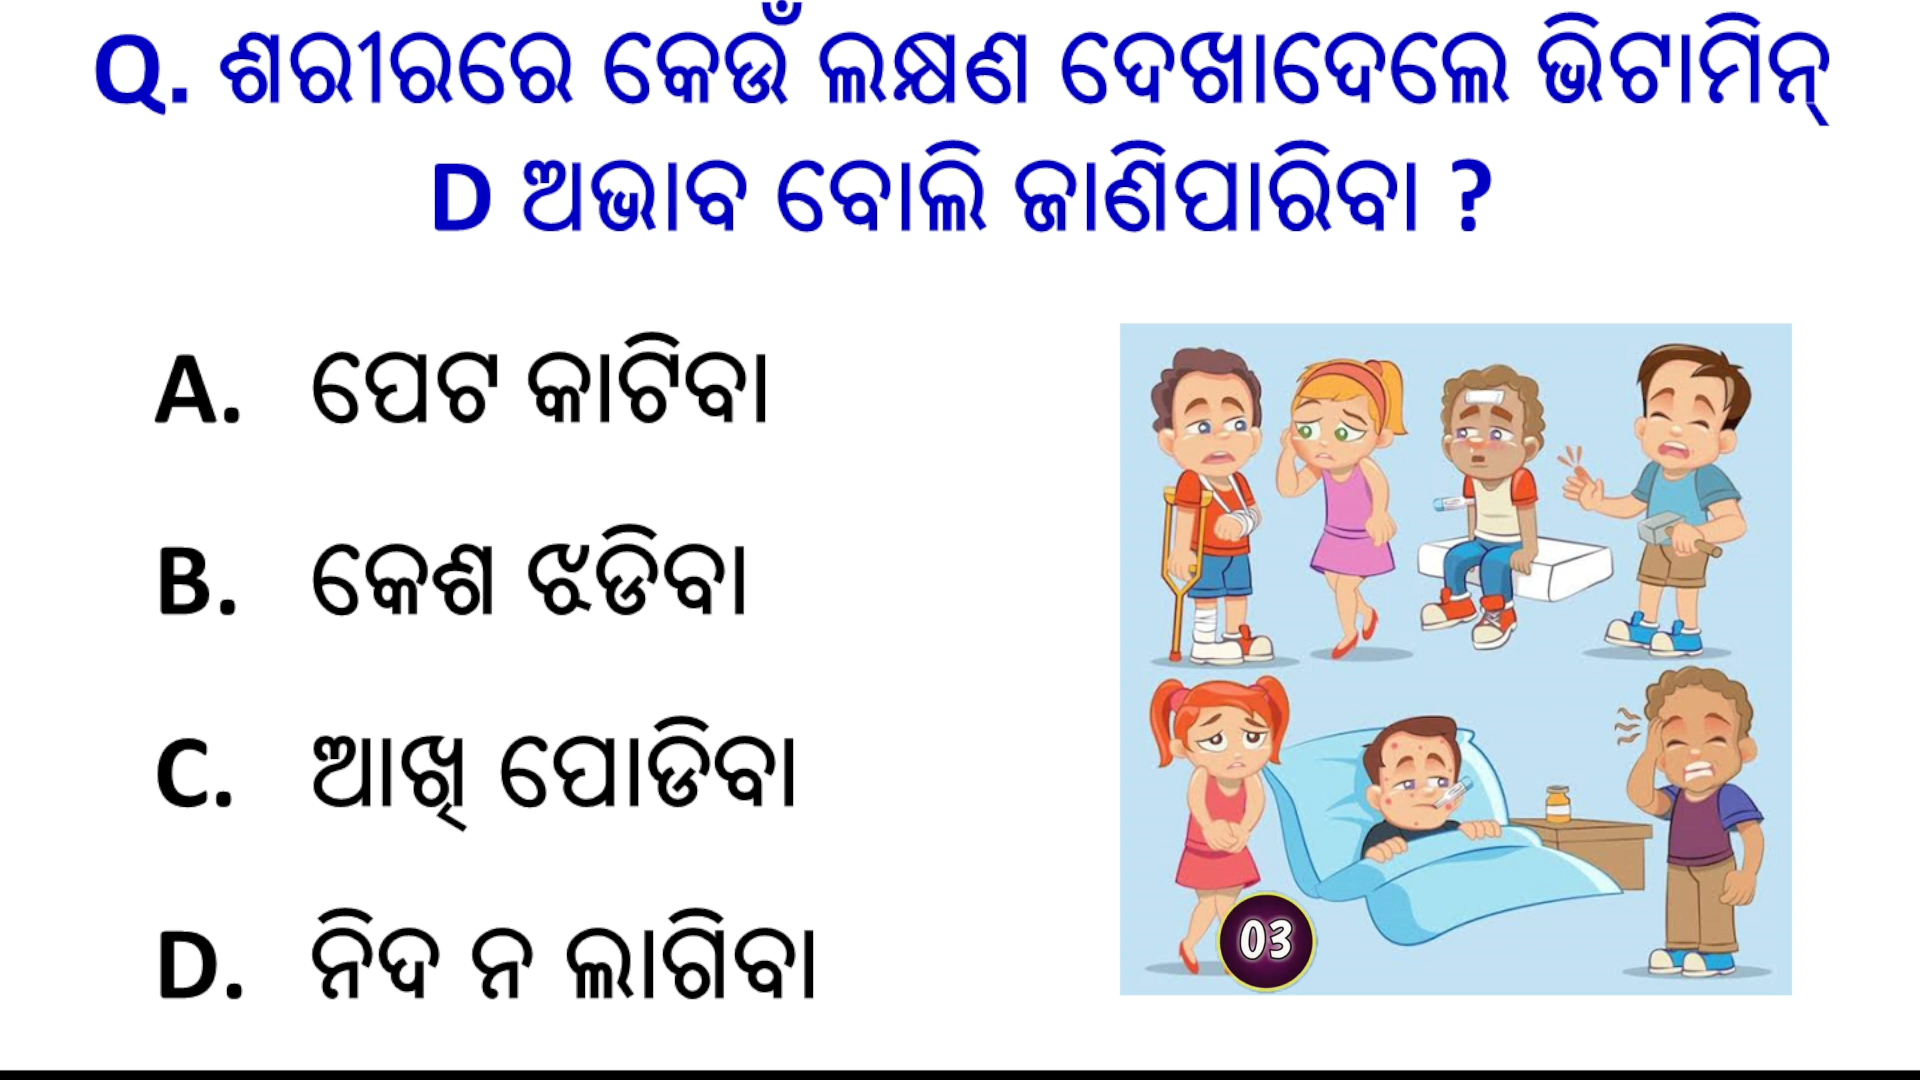 Q. ଶରୀରରେ କେଉଁ ଲକ୍ଷଣ ଦେଖାଦେଲେ ଭିଟାମିନ୍
D ଅଭାବ ବୋଲି ଜାଣିପାରିବା ?
A. ପେଟ କାଟିବା
B. କେଶ ଝଡିବା
C. ଆଖି ପୋଡିବା
D. ନିଦ ନ ଲାଗିବା
03